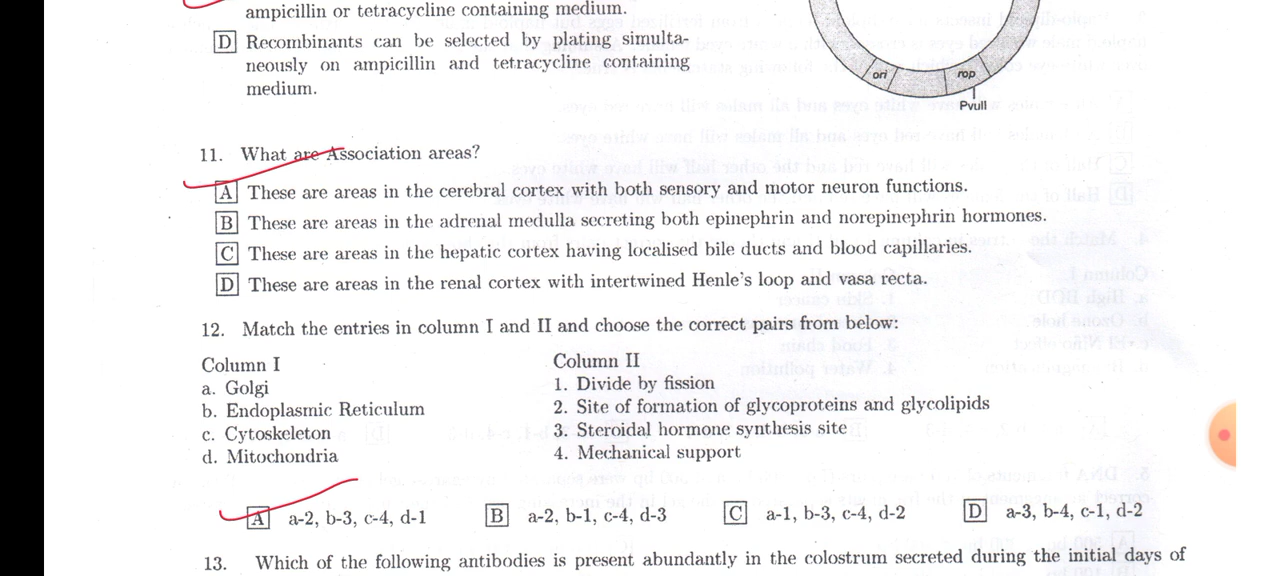 ampicillin or tetracycline containing medium.
D Recombinants can be selected by plating simulta-
neously on ampicillin and tetracycline containing
medium.
ori
rop
PvuII
11. What are Association areas?
A These are areas in the cerebral cortex with both sensory and motor neuron functions.
B These are areas in the adrenal medulla secreting both epinephrin and norepinephrin hormones.
C These are areas in the hepatic cortex having localised bile ducts and blood capillaries.
D These are areas in the renal cortex with intertwined Henle's loop and vasa recta.
12. Match the entries in column I and II and choose the correct pairs from below:
Column I
a. Golgi
b. Endoplasmic Reticulum
c. Cytoskeleton
d. Mitochondria
Column II
1. Divide by fission
2. Site of formation of glycoproteins and glycolipids
3. Steroidal hormone synthesis site
4. Mechanical support
A a-2, b-3, c-4, d-1 B a-2, b-1, c-4, d-3 C a-1, b-3, c-4, d-2 D a-3, b-4, c-1, d-2
13. Which of the following antibodies is present abundantly in the colostrum secreted during the initial days of